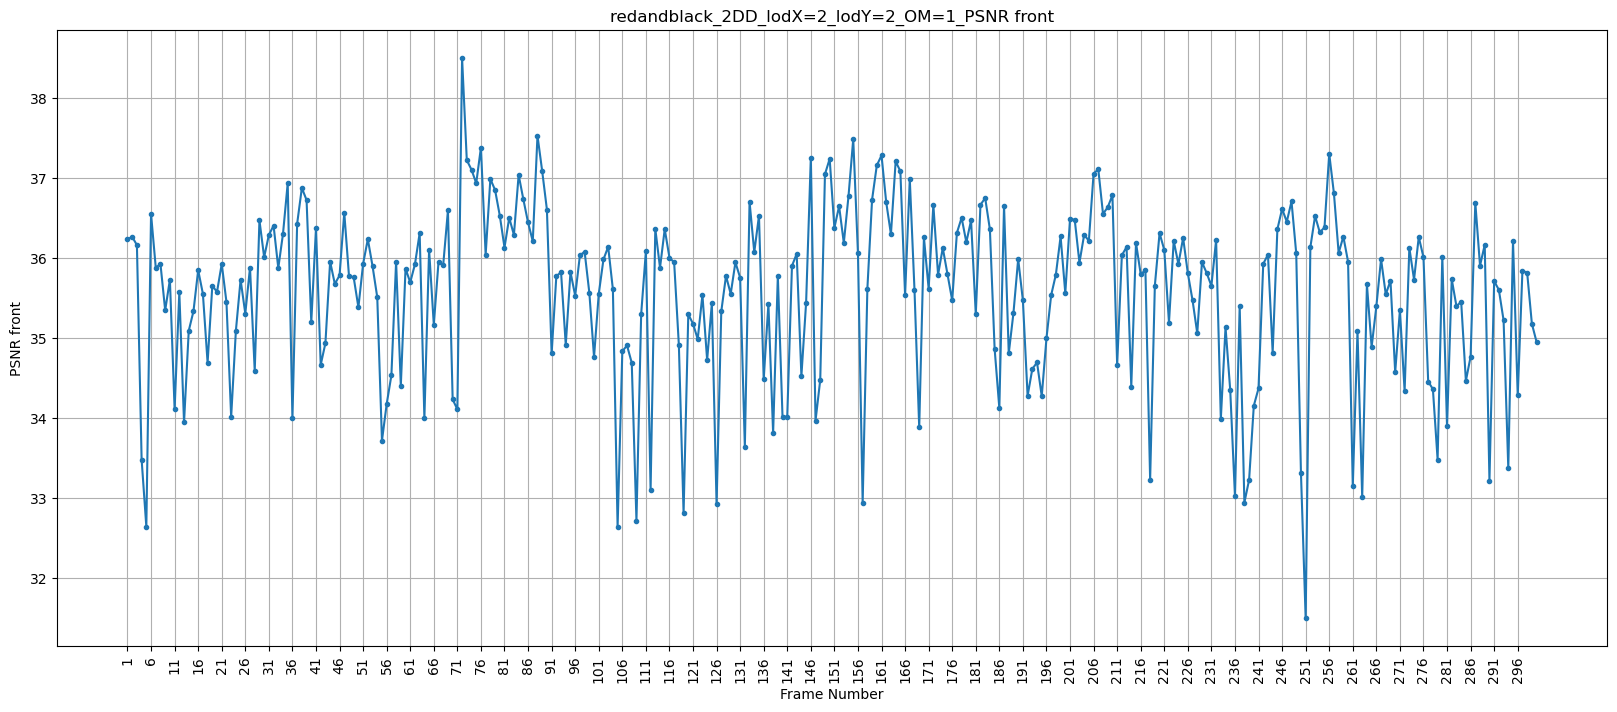 redandblack_2DD_lodX=2_lodY=2_OM=1_PSNR front
38
37
36
35
34
33
32
PSNR front
1 6 11 16 21 26 31 36 41 46 51 56 61 66 71 76 81 86 91 96 101 106 111 116 121 126 131 136 141 146 151 156 161 166 171 176 181 186 191 196 201 206 211 216 221 226 231 236 241 246 251 256 261 266 271 276 281 286 291 296
Frame Number